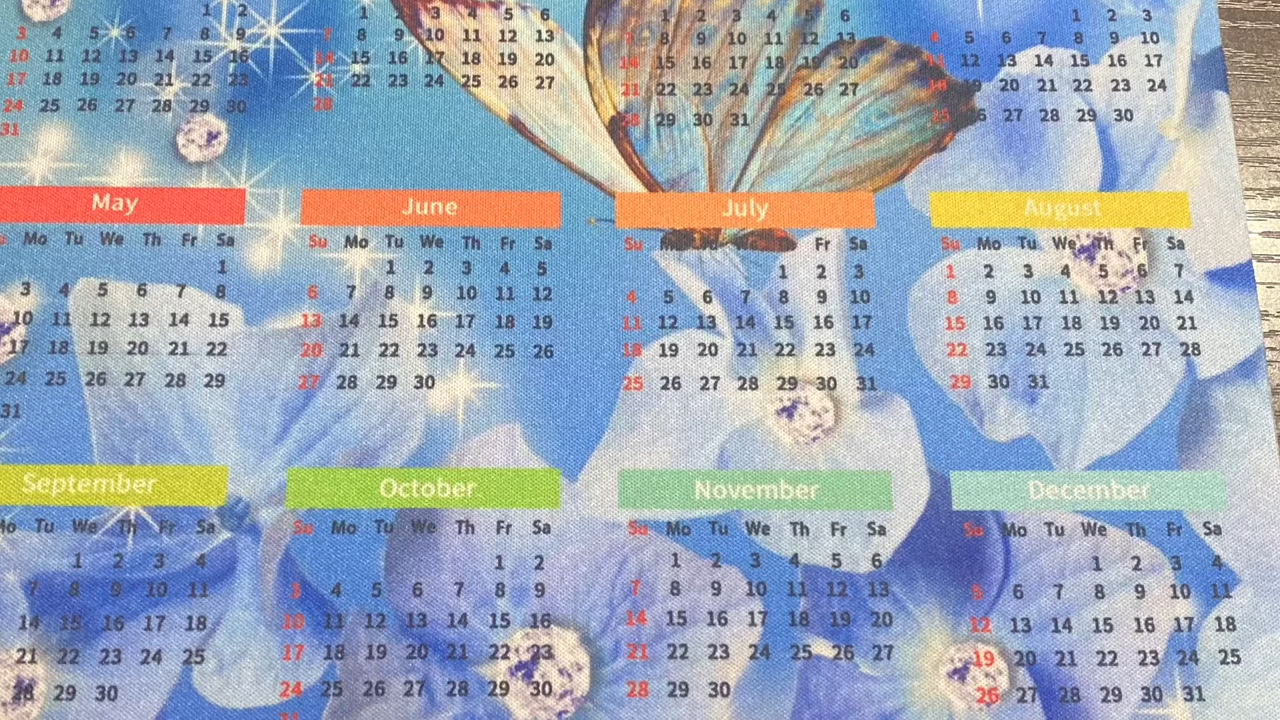 1 2
3 4 5 6 7 8 9
10 11 12 13 14 15 16
17 18 19 20 21 22 23
24 25 26 27 28 29 30
31
1 2 3 4 5 6
7 8 9 10 11 12 13
14 15 16 17 18 19 20
21 22 23 24 25 26 27
28
1 2 3 4 5 6
7 8 9 10 11 12 13
14 15 16 17 18 19 20
21 22 23 24 25 26 27
28 29 30 31
1 2 3
4 5 6 7 8 9 10
11 12 13 14 15 16 17
18 19 20 21 22 23 24
25 26 27 28 29 30
May
Mo Tu We Th Fr Sa
1
3 4 5 6 7 8
10 11 12 13 14 15
17 18 19 20 21 22
24 25 26 27 28 29
31
June
Su Mo Tu We Th Fr Sa
1 2 3 4 5
6 7 8 9 10 11 12
13 14 15 16 17 18 19
20 21 22 23 24 25 26
27 28 29 30
July
Su Fr Sa
1 2 3
4 5 6 7 8 9 10
11 12 13 14 15 16 17
18 19 20 21 22 23 24
25 26 27 28 29 30 31
August
Su Mo Tu We Th Fr Sa
1 2 3 4 5 6 7
8 9 10 11 12 13 14
15 16 17 18 19 20 21
22 23 24 25 26 27 28
29 30 31
September
Mo Tu We Th Fr Sa
1 2 3 4
7 8 9 10 11
14 15 16 17 18
21 22 23 24 25
28 29 30
October
Su Mo Tu We Th Fr Sa
1 2
3 4 5 6 7 8 9
10 11 12 13 14 15 16
17 18 19 20 21 22 23
24 25 26 27 28 29 30
31
November
Su Mo Tu We Th Fr Sa
1 2 3 4 5 6
7 8 9 10 11 12 13
14 15 16 17 18 19 20
21 22 23 24 25 26 27
28 29 30
December
Su Mo Tu We Th Fr Sa
1 2 3 4
5 6 7 8 9 10 11
12 13 14 15 16 17 18
19 20 21 22 23 24 25
26 27 28 29 30 31